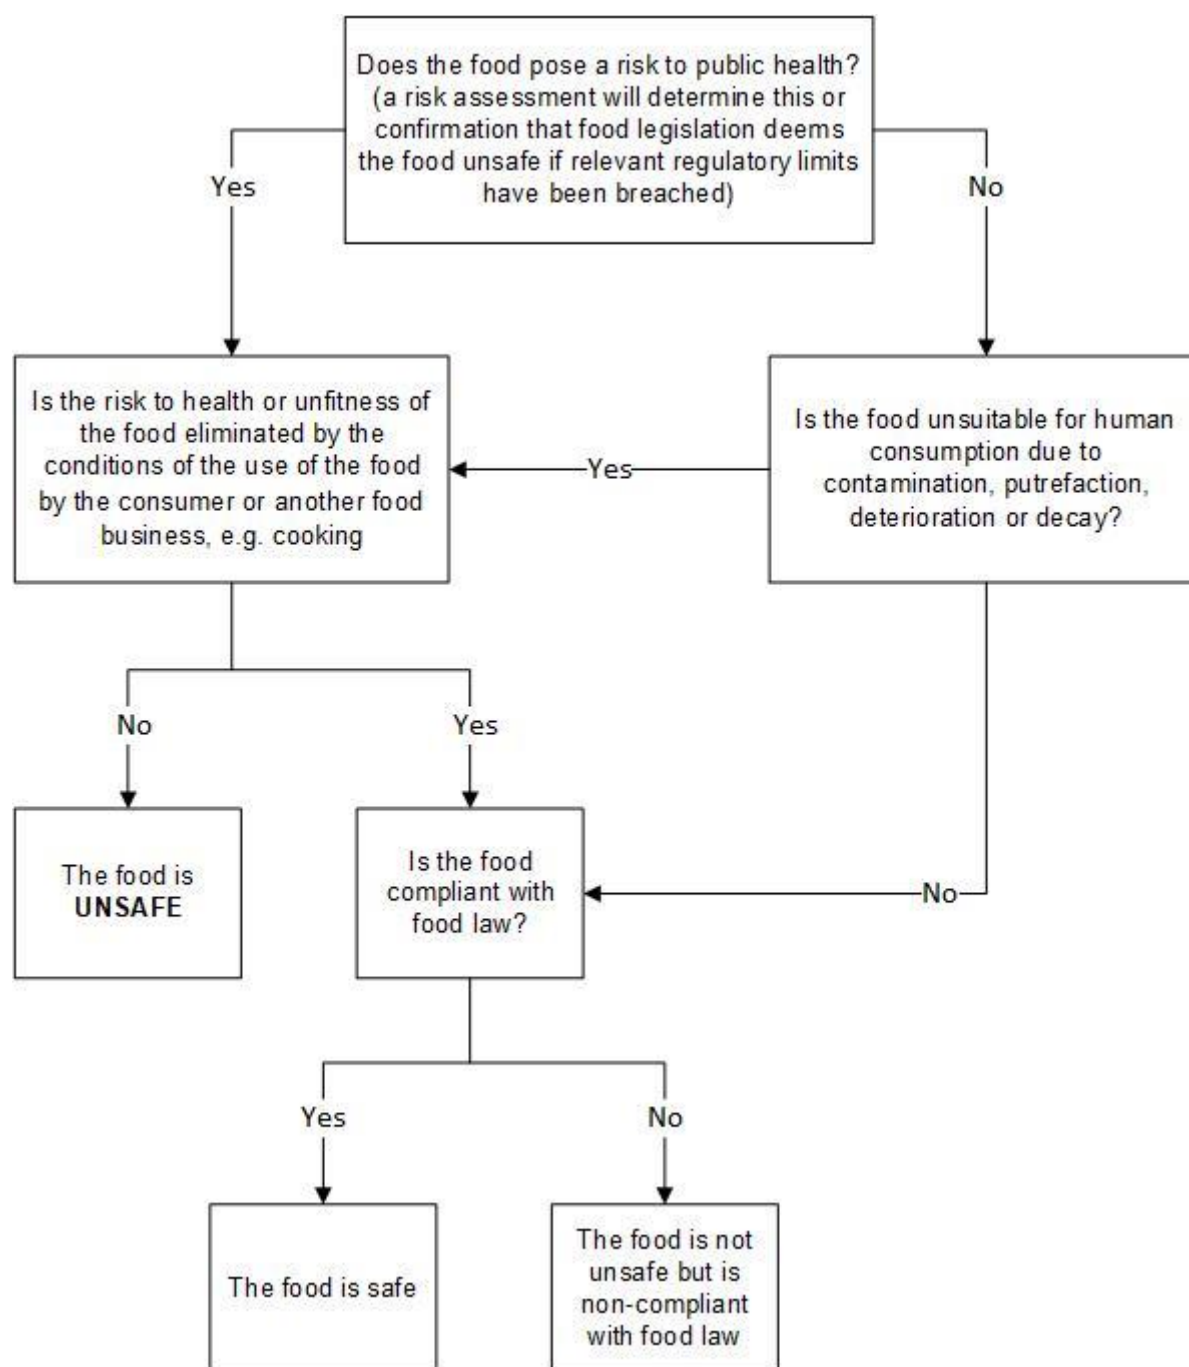 Does the food pose a risk to public health?
(a risk assessment will determine this or
confirmation that food legislation deems
the food unsafe if relevant regulatory limits
have been breached)
Yes
No
Is the risk to health or unfitness of
the food eliminated by the
conditions of the use of the food
by the consumer or another food
business, e.g. cooking
Yes
Is the food unsuitable for human
consumption due to
contamination, putrefaction,
deterioration or decay?
No
Yes
The food is
UNSAFE
Is the food
compliant with
food law?
No
Yes
No
The food is safe
The food is not
unsafe but is
non-compliant
with food law